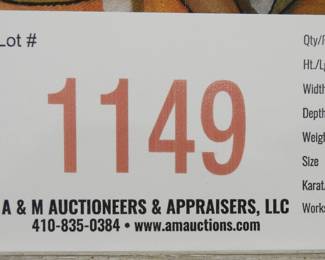 Lot #
1149
A & M AUCTIONEERS & APPRAISERS, LLC
410-835-0384 • www.amauctions.com
Qty/
Ht./Lg
Width
Depth
Weigh
Size
Karat
Works